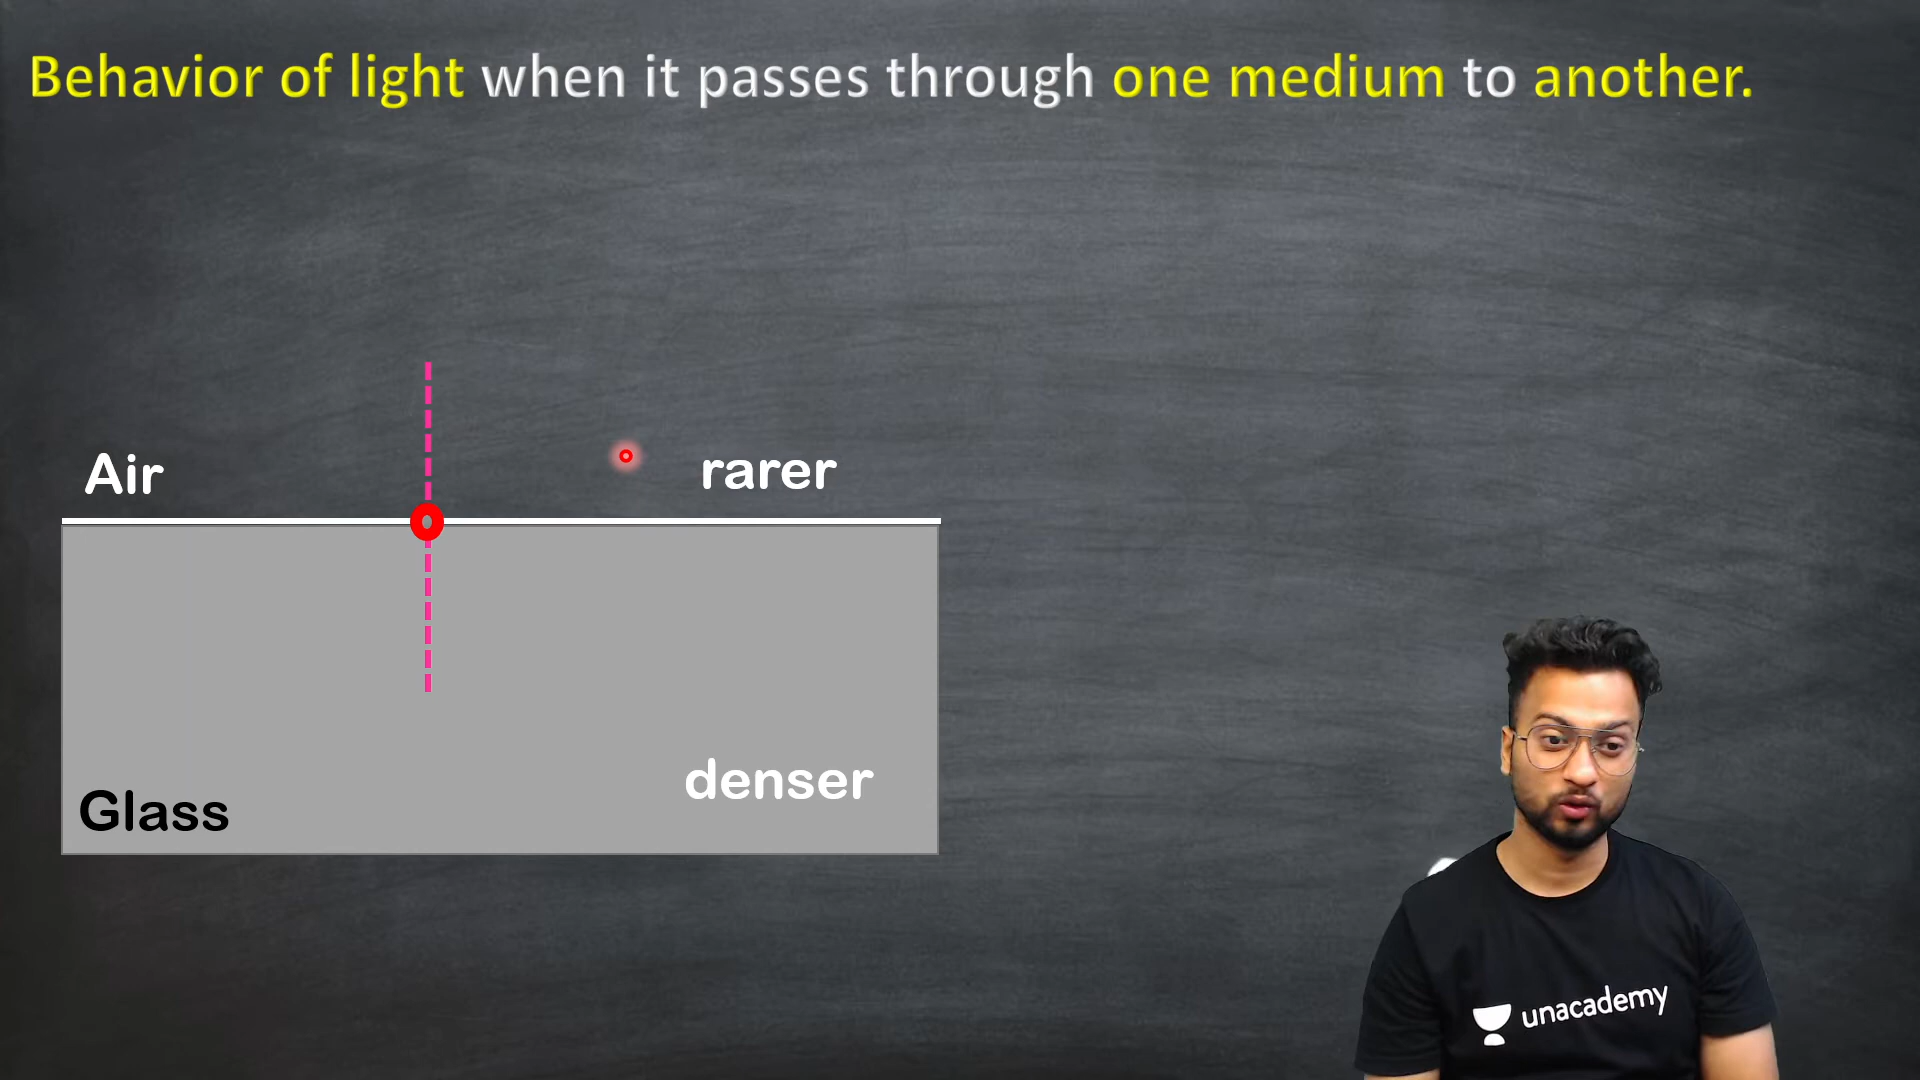 Behavior of light when it passes through one medium to another.
Air
rarer
denser
Glass
unacademy